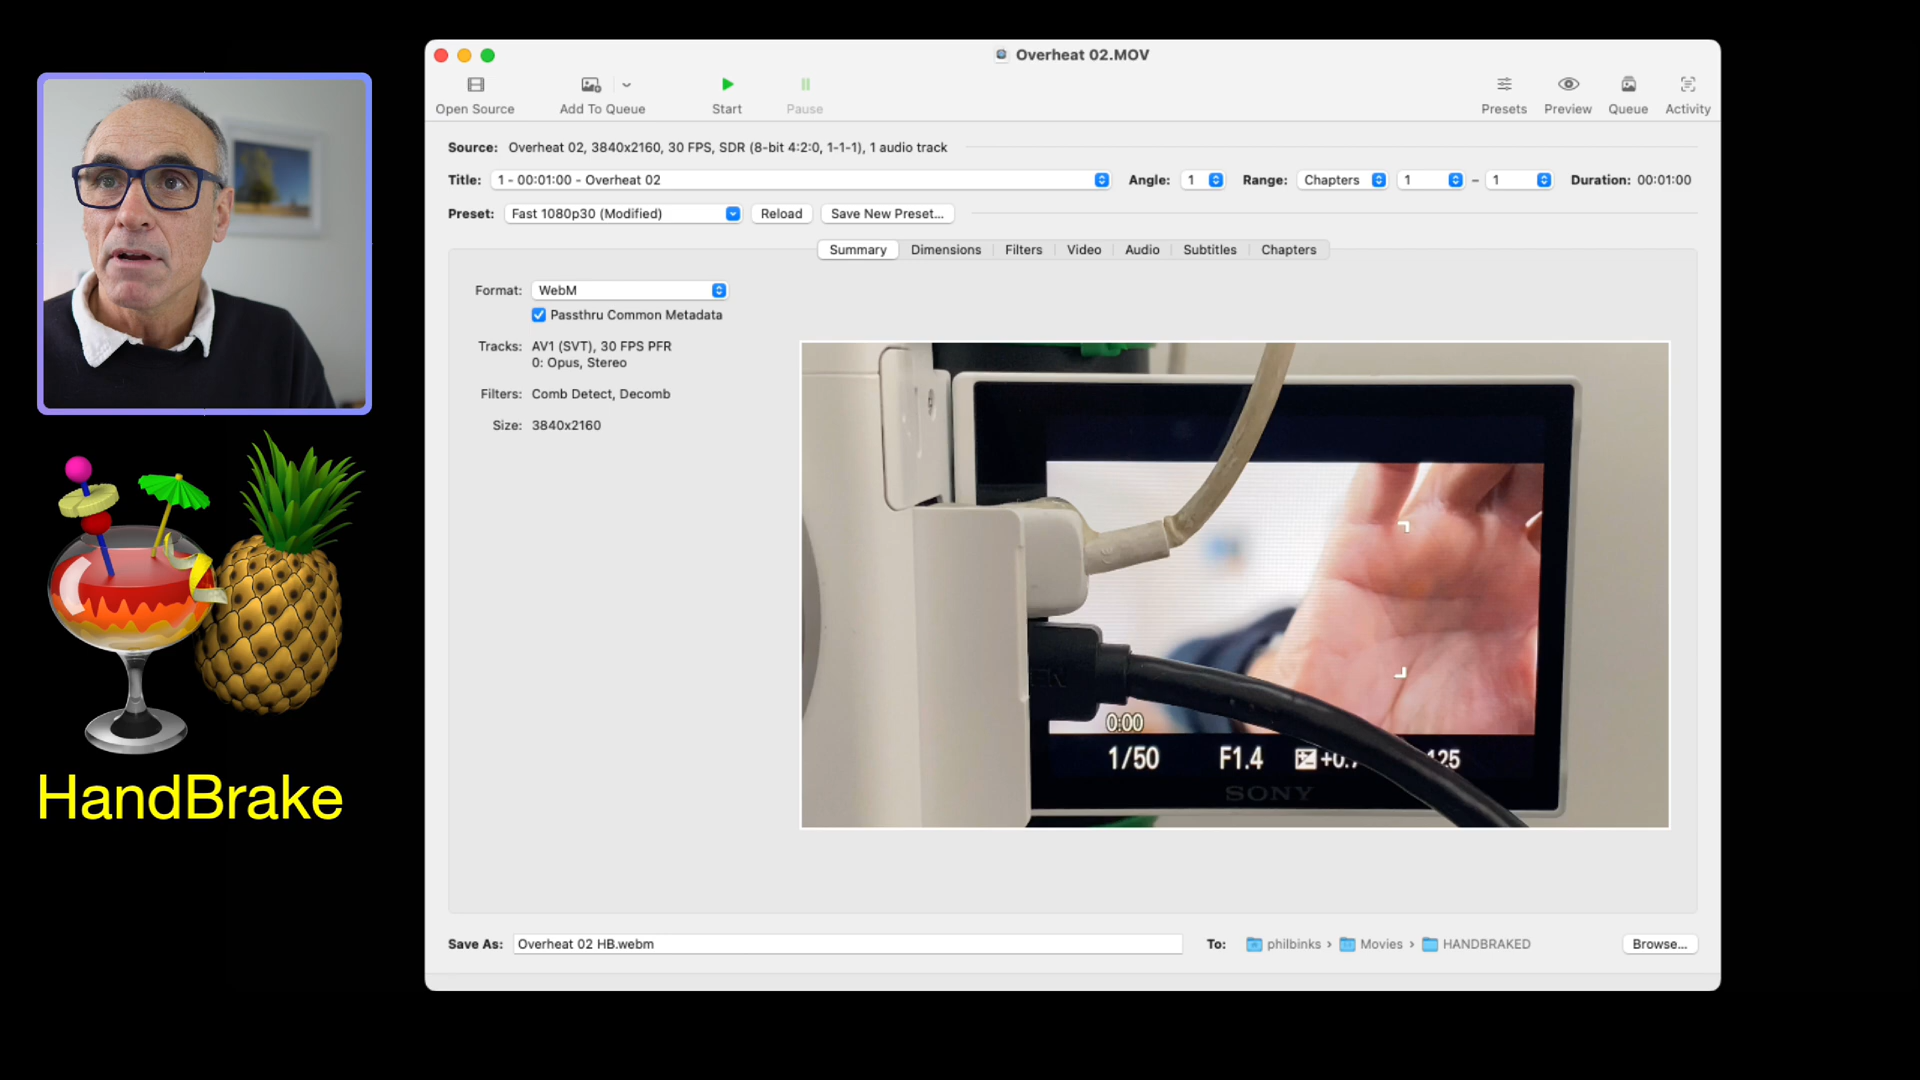 Overheat 02.MOV
Open Source
Add To Queue
Start
Pause
Presets
Preview
Queue
Activity
Source: Overheat 02, 3840x2160, 30 FPS, SDR (8-bit 4:2:0, 1-1-1), 1 audio track
Title: 1 - 00:01:00 - Overheat 02
Angle: 1
Range: Chapters 1 – 1
Duration: 00:01:00
Preset: Fast 1080p30 (Modified)
Reload
Save New Preset...
Summary
Dimensions
Filters
Video
Audio
Subtitles
Chapters
Format: WebM
Passthru Common Metadata
Tracks: AV1 (SVT), 30 FPS PFR
0: Opus, Stereo
Filters: Comb Detect, Decomb
Size: 3840x2160
0:00
1/50 F1.4
SONY
HandBrake
Save As: Overheat 02 HB.webm
To: philbinks › Movies › HANDBRAKED
Browse...